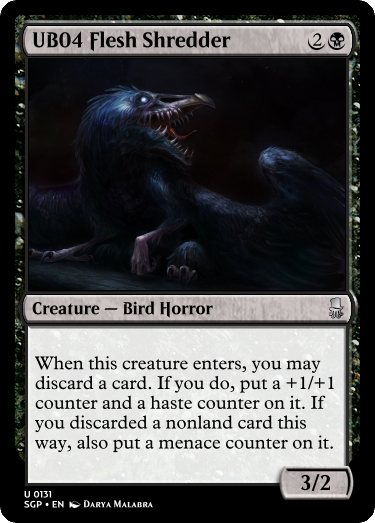 UB04 Flesh Shredder 2
Creature — Bird Horror
When this creature enters, you may
discard a card. If you do, put a +1/+1
counter and a haste counter on it. If
you discarded a nonland card this
way, also put a menace counter on it.
3/2
U 0131
SGP • EN Darya Malabra